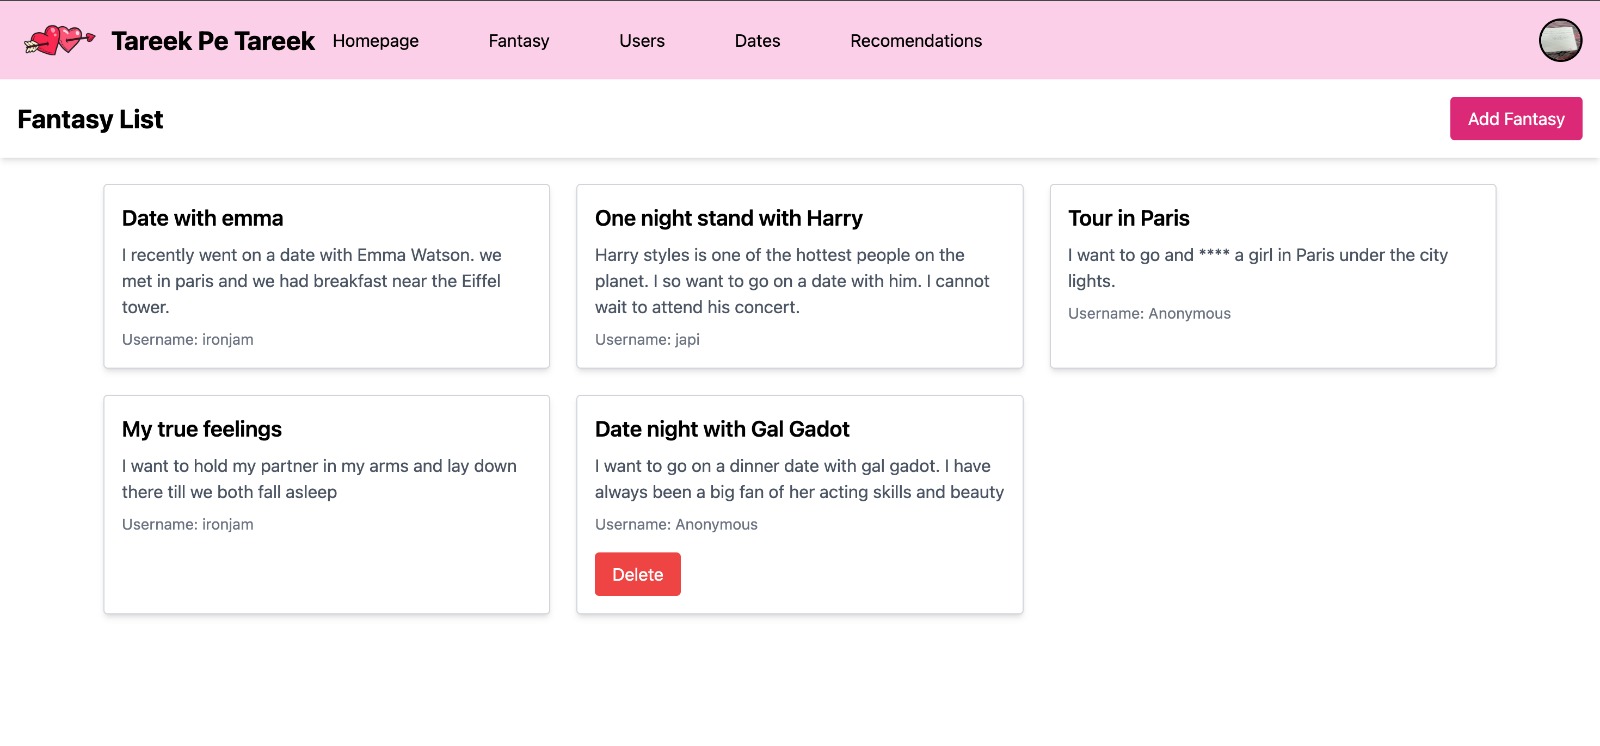 Tareek Pe Tareek Homepage Fantasy Users Dates Recomendations
Fantasy List
Add Fantasy
Date with emma
I recently went on a date with Emma Watson. we
met in paris and we had breakfast near the Eiffel
tower.
Username: ironjam
One night stand with Harry
Harry styles is one of the hottest people on the
planet. I so want to go on a date with him. I cannot
wait to attend his concert.
Username: japi
Tour in Paris
I want to go and **** a girl in Paris under the city
lights.
Username: Anonymous
My true feelings
I want to hold my partner in my arms and lay down
there till we both fall asleep
Username: ironjam
Date night with Gal Gadot
I want to go on a dinner date with gal gadot. I have
always been a big fan of her acting skills and beauty
Username: Anonymous
Delete